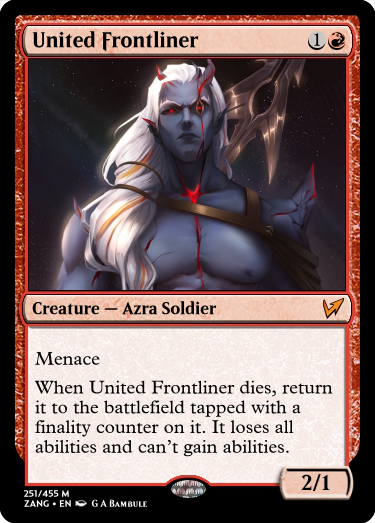 United Frontliner 1
Creature — Azra Soldier
Menace
When United Frontliner dies, return
it to the battlefield tapped with a
finality counter on it. It loses all
abilities and can't gain abilities.
2/1
251/455 M
ZANG • EN G A BAMBULE